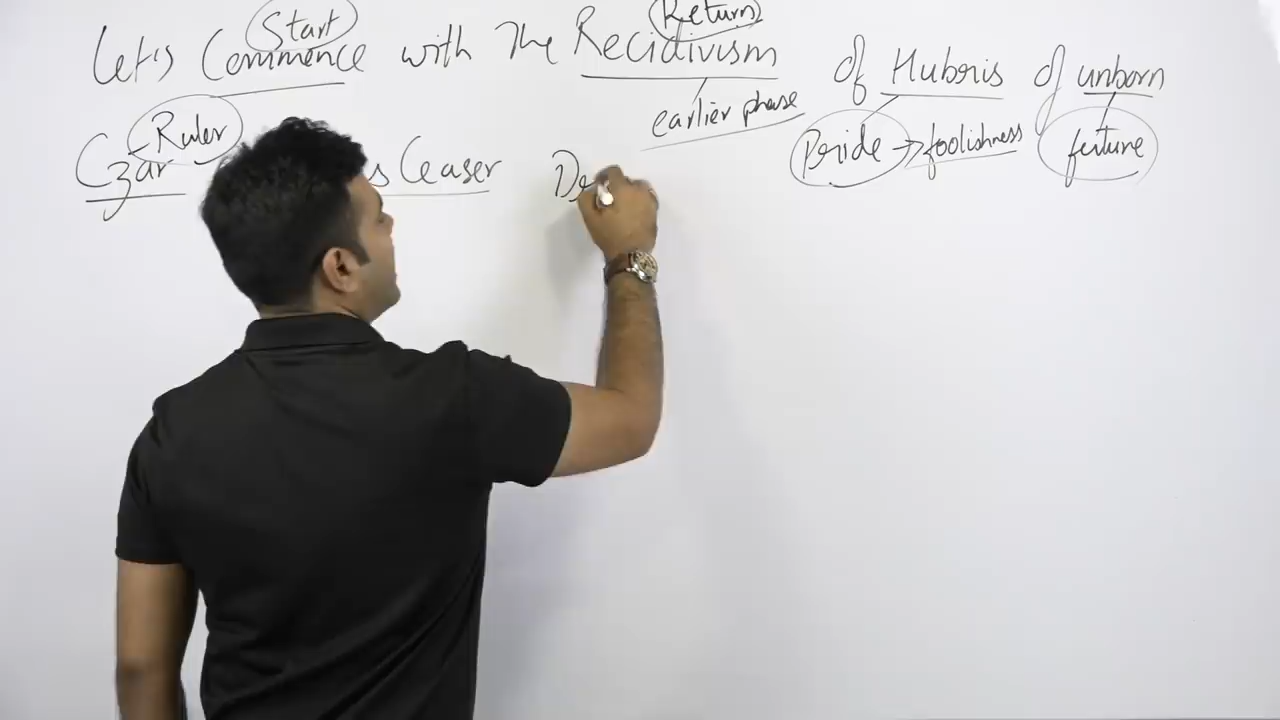 Start
Return
Let's Commence with The Recidivism of Hubris of unborn
earlier phase
Pride → foolishness
future
Ruler
Czar
Ceaser
De